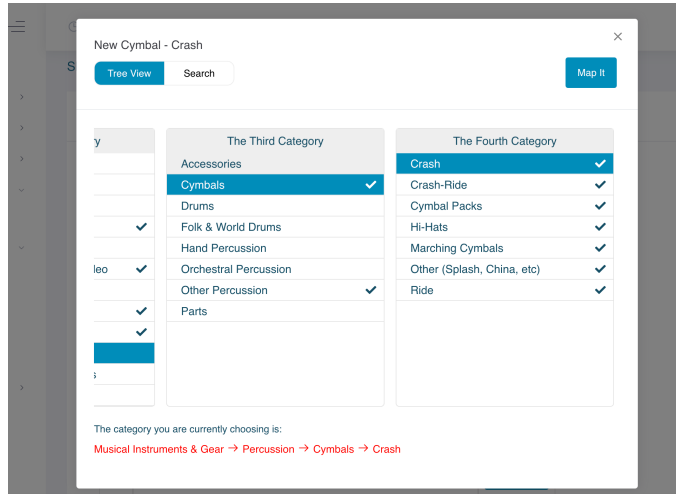 New Cymbal - Crash
Tree View
Search
Map It
The Third Category
Accessories
Cymbals
Drums
Folk & World Drums
Hand Percussion
Orchestral Percussion
Other Percussion
Parts
The Fourth Category
Crash
Crash-Ride
Cymbal Packs
Hi-Hats
Marching Cymbals
Other (Splash, China, etc)
Ride
The category you are currently choosing is:
Musical Instruments & Gear → Percussion → Cymbals → Crash